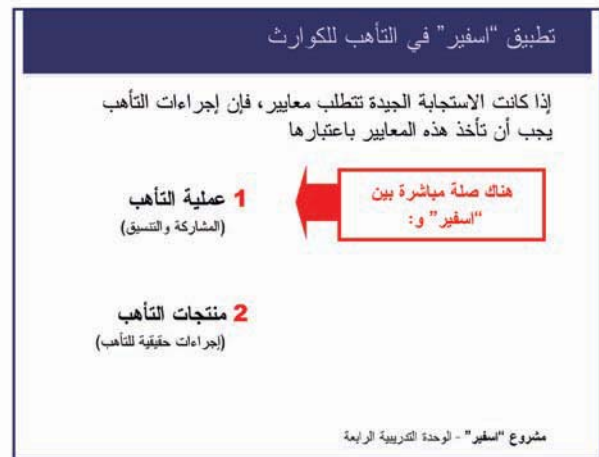 تطبيق “اسفير” في التأهب للكوارث
إذا كانت الاستجابة الجيدة تتطلب معايير، فإن إجراءات التأهب
يجب أن تأخذ هذه المعايير باعتبارها
هناك صلة مباشرة بين
“اسفير” و:
1 عملية التأهب
(المشاركة والتنسيق)
2 منتجات التأهب
(إجراءات حقيقية للتأهب)
مشروع “اسفير” - الوحدة التدريبية الرابعة